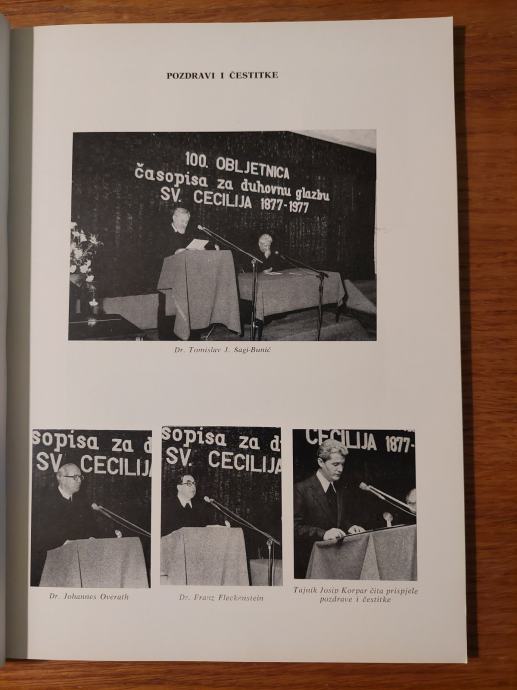 POZDRAVI I ČESTITKE
100. OBLJETNICA
časopisa za duhovnu glazbu
SV. CECILIJA 1877-1977
Dr. Tomislav J. Šagi-Bunić
sopisa za d
SV. CECILIJA
sopisa za d
SV. CECILIJA
CECILIJA 1877-
Dr. Johannes Overath
Dr. Franz Fleckenstein
Tajnik Josip Korpar čita prispjele
pozdrave i čestitke